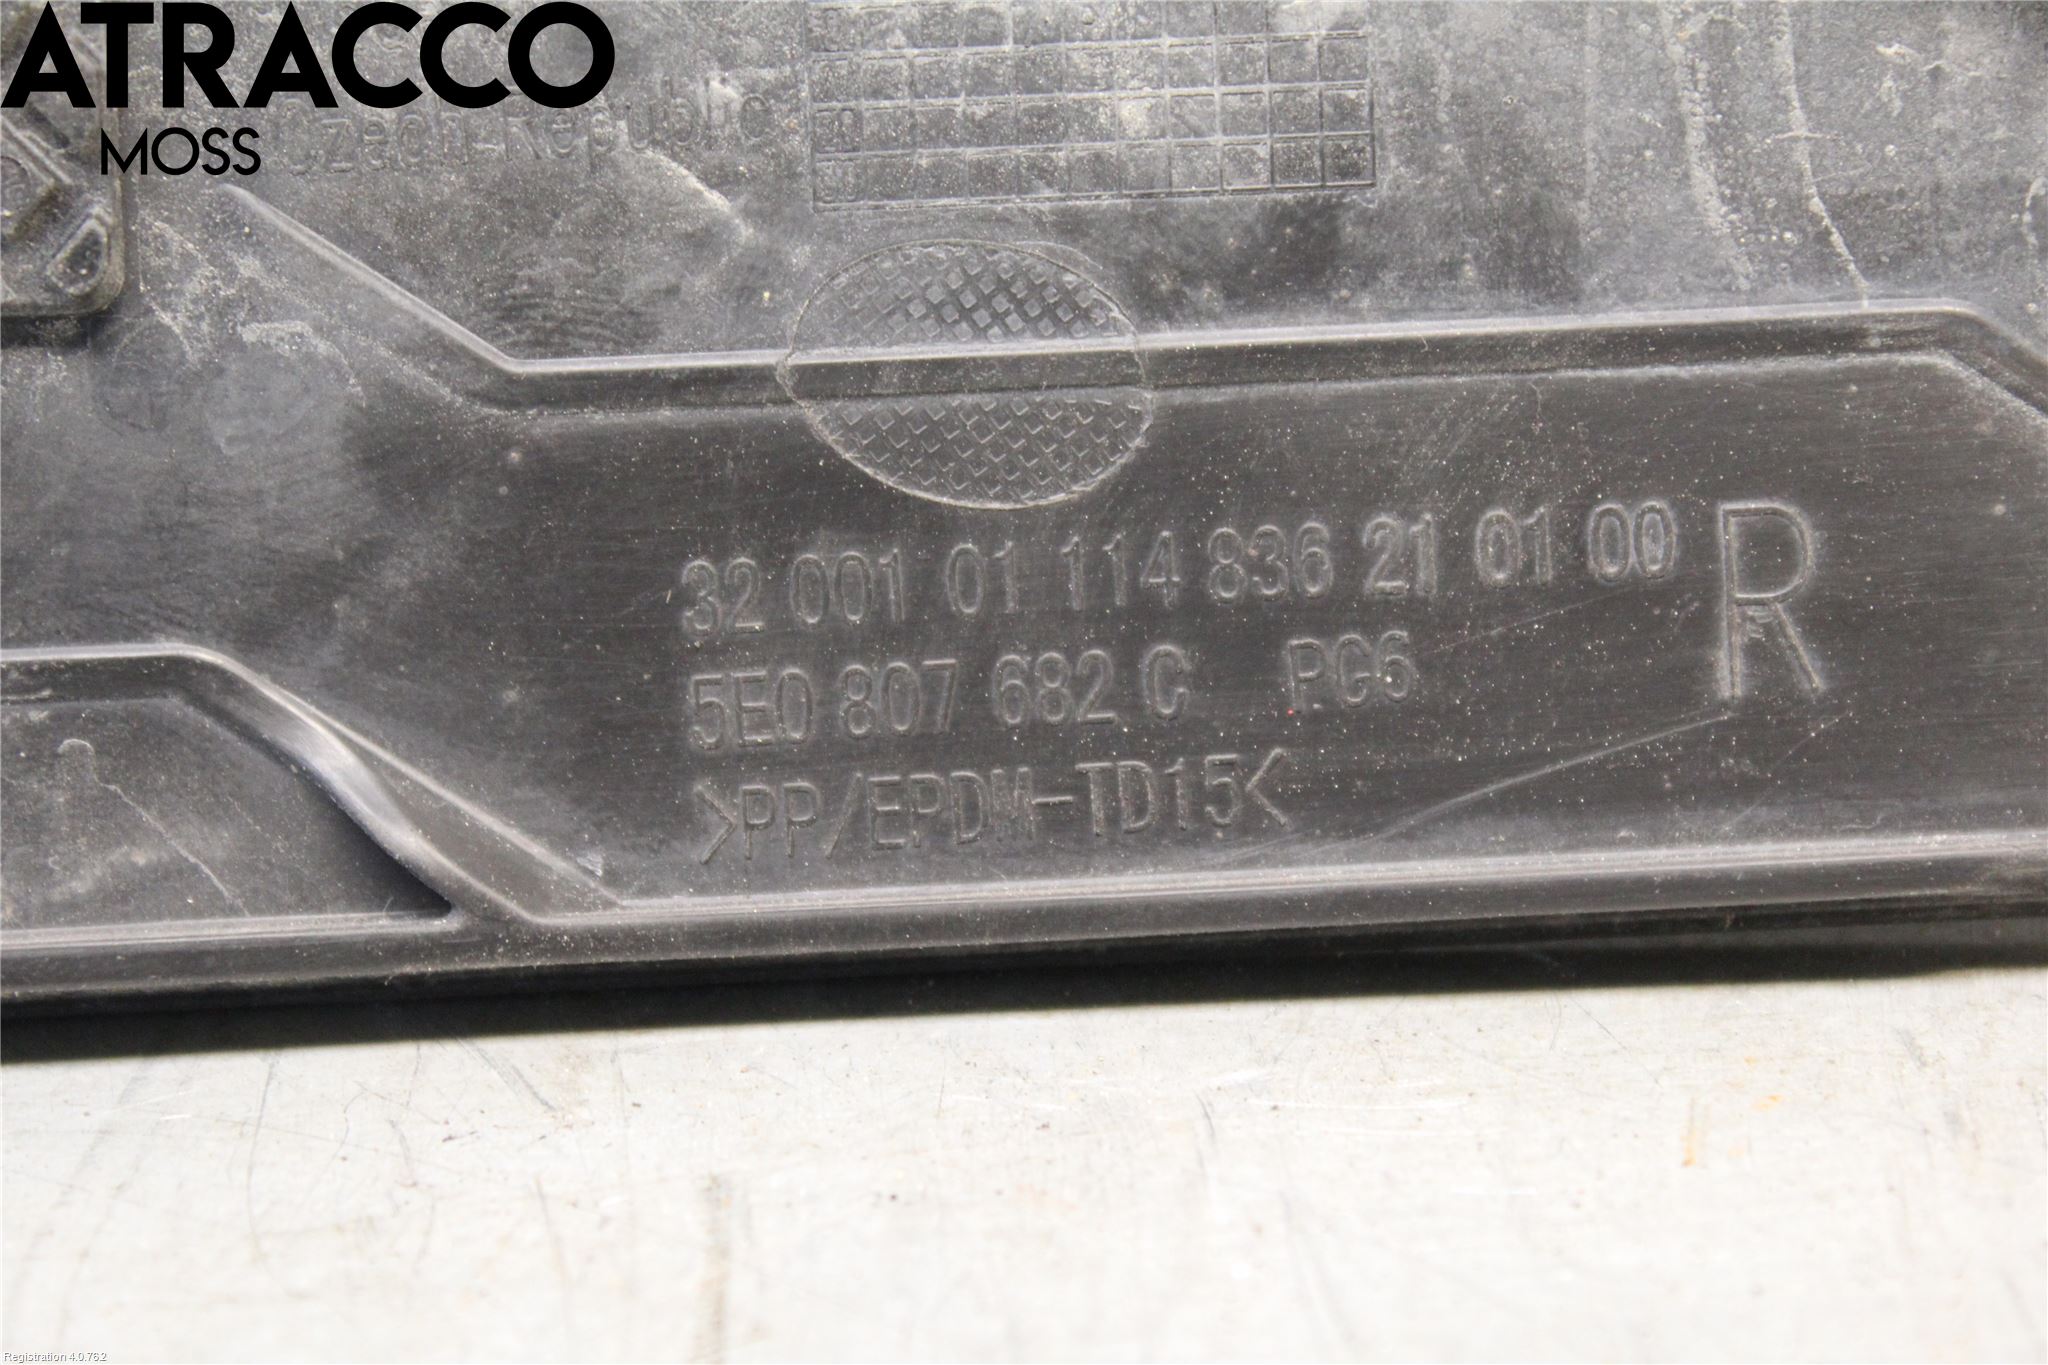 ATRACCO
MOSS
Czech-Republic
32 001 01 114 836 21 01 00 R
5E0 807 682 C PG6
>PP/EPDM-TD15<
Registration 4.0.762